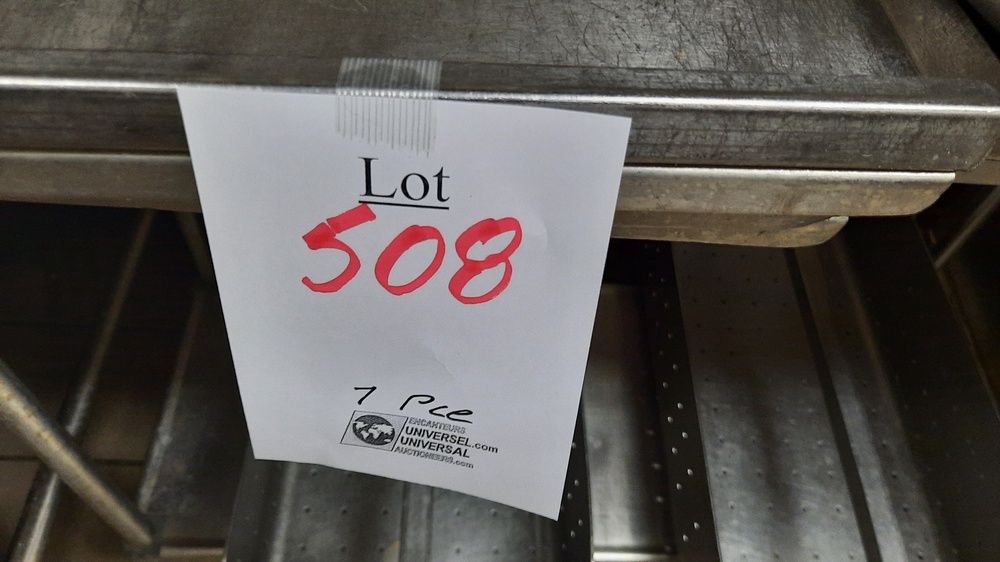 Lot
508
7 Pce
ENCANTEURS
UNIVERSEL.com
UNIVERSAL
AUCTIONEERS.com